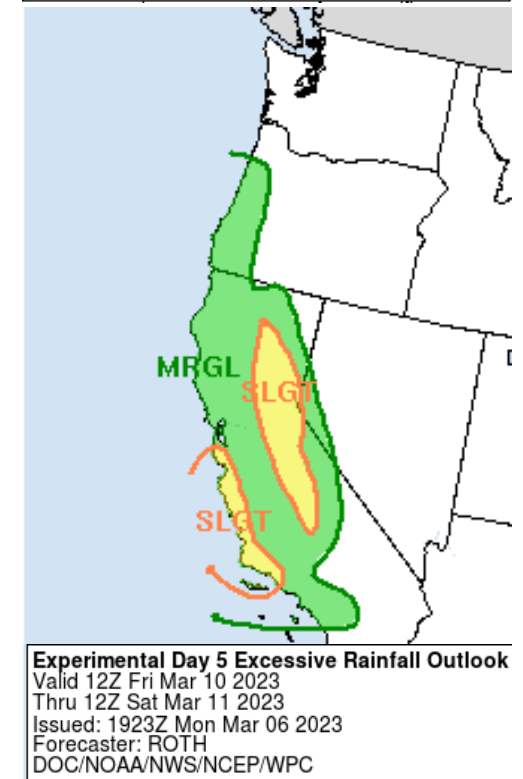 MRGL
SLGT
SLGT
Experimental Day 5 Excessive Rainfall Outlook
Valid 12Z Fri Mar 10 2023
Thru 12Z Sat Mar 11 2023
Issued: 1923Z Mon Mar 06 2023
Forecaster: ROTH
DOC/NOAA/NWS/NCEP/WPC